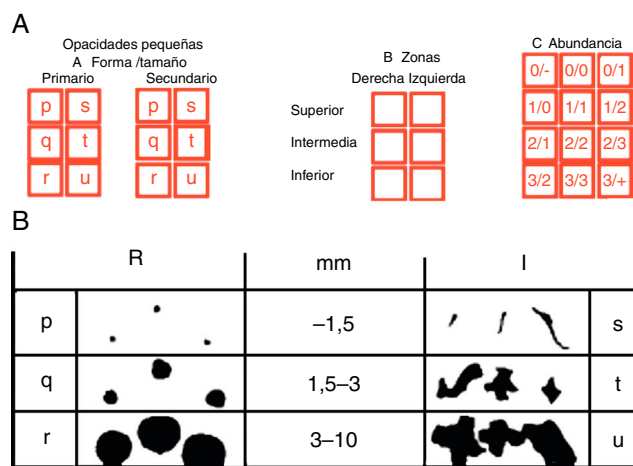 A
Opacidades pequeñas
A Forma /tamaño
Primario Secundario
p s p s
q t q t
r u r u
B Zonas
Derecha Izquierda
Superior
Intermedia
Inferior
C Abundancia
0/- 0/0 0/1
1/0 1/1 1/2
2/1 2/2 2/3
3/2 3/3 3/+
B
R mm I
p –1,5 s
q 1,5–3 t
r 3–10 u